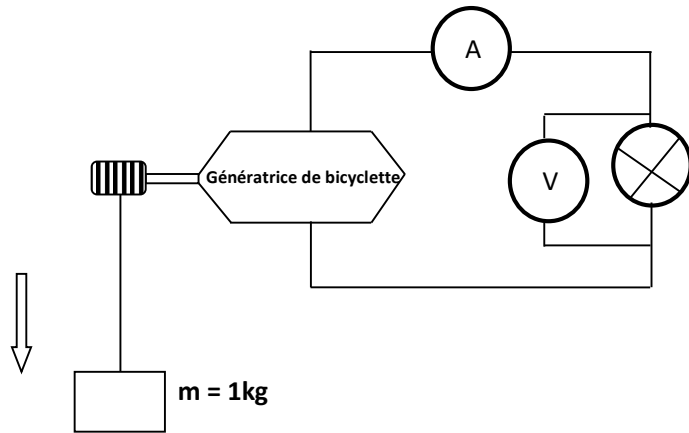 A
Génératrice de bicyclette
V
m = 1kg